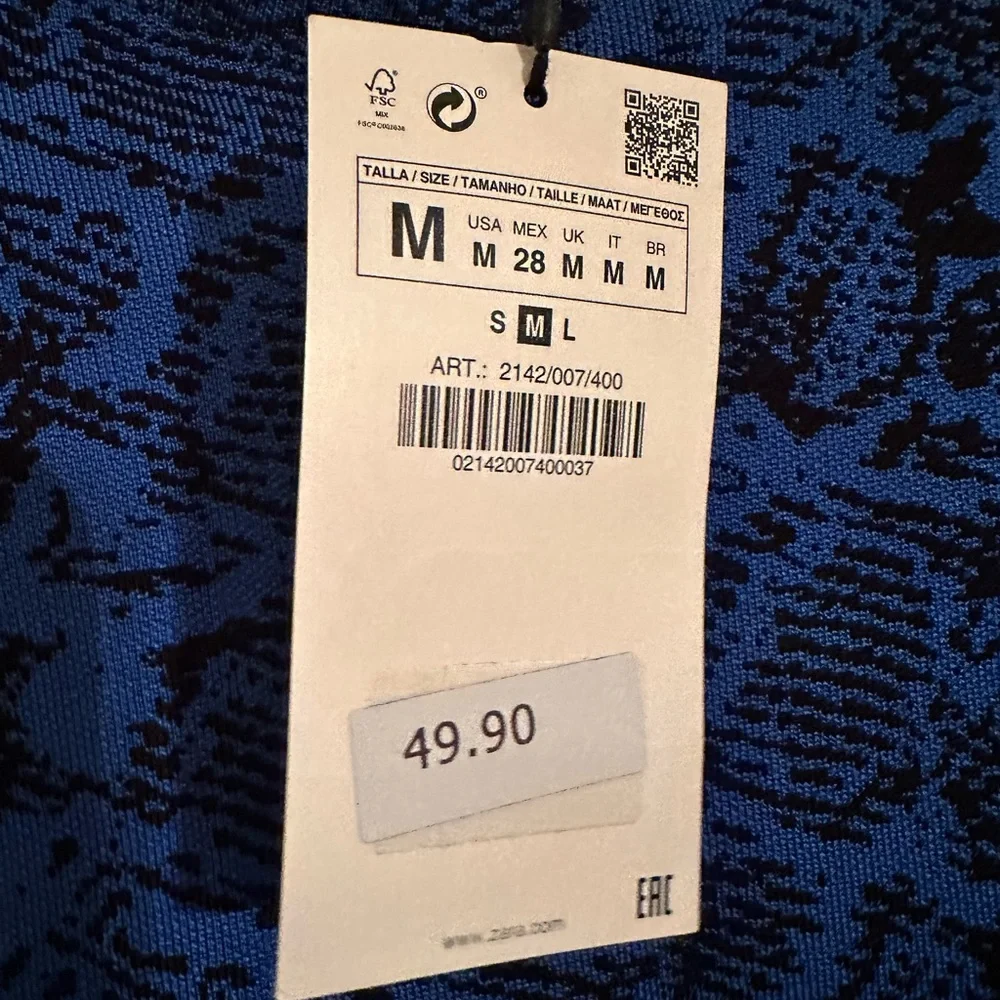 FSC
MIX
®
TALLA / SIZE / TAMANHO / TAILLE / MAAT / ΜΕΓΕΘΟΣ
M
USA MEX UK IT BR
M 28 M M M
S M L
ART.: 2142/007/400
02142007400037
49.90
EAC
www.zara.com